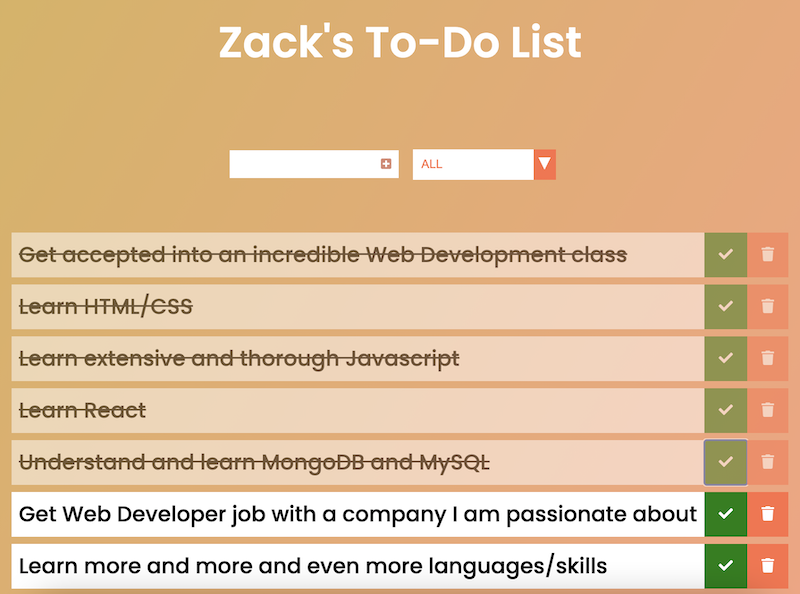 Zack's To-Do List
ALL
Get accepted into an incredible Web Development class
Learn HTML/CSS
Learn extensive and thorough Javascript
Learn React
Understand and learn MongoDB and MySQL
Get Web Developer job with a company I am passionate about
Learn more and more and even more languages/skills